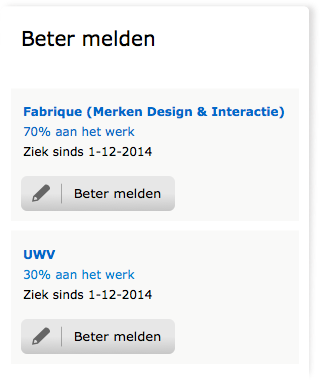 Beter melden
Fabrique (Merken Design & Interactie)
70% aan het werk
Ziek sinds 1-12-2014
Beter melden
UWV
30% aan het werk
Ziek sinds 1-12-2014
Beter melden